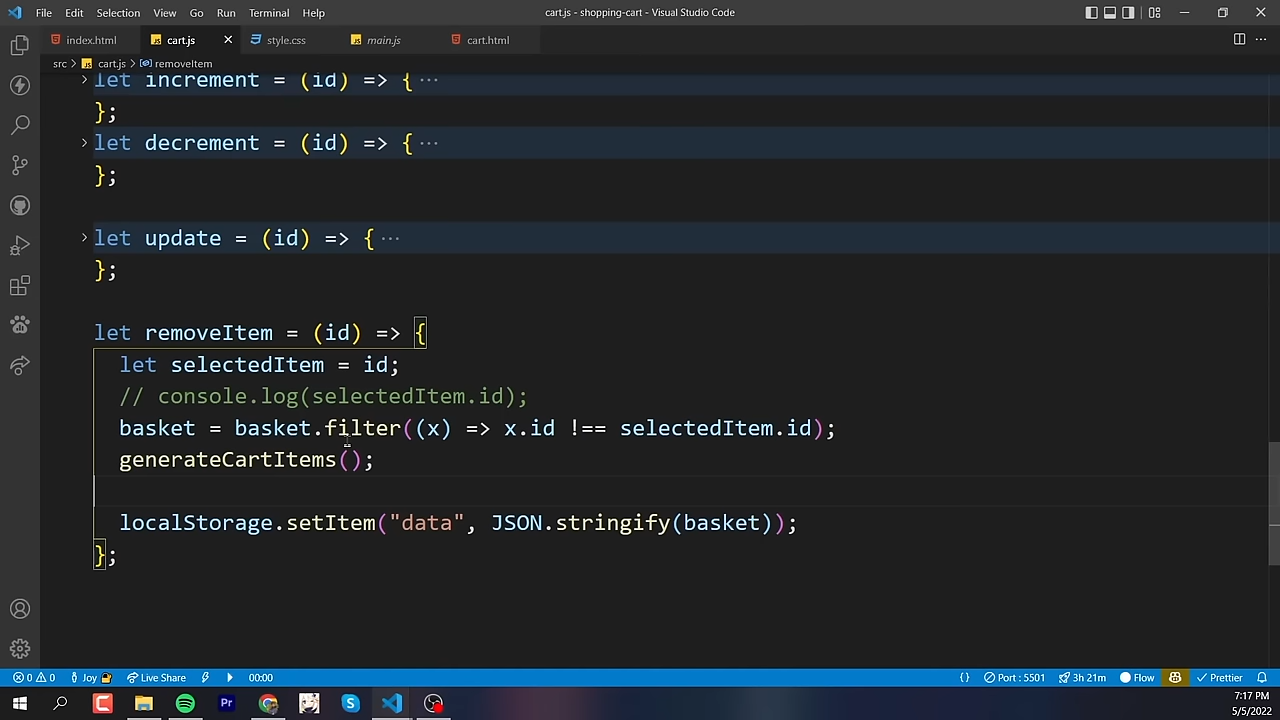 File Edit Selection View Go Run Terminal Help cart.js - shopping-cart - Visual Studio Code
index.html cart.js style.css main.js cart.html
src > cart.js > removeItem
let increment = (id) => { ···
};
let decrement = (id) => { ···
};
let update = (id) => { ···
};
let removeItem = (id) => {
let selectedItem = id;
// console.log(selectedItem.id);
basket = basket.filter((x) => x.id !== selectedItem.id);
generateCartItems();
localStorage.setItem("data", JSON.stringify(basket));
};
0 0 Joy Live Share 00:00 {} Port : 5501 3h 21m Flow Prettier
7:17 PM
5/5/2022